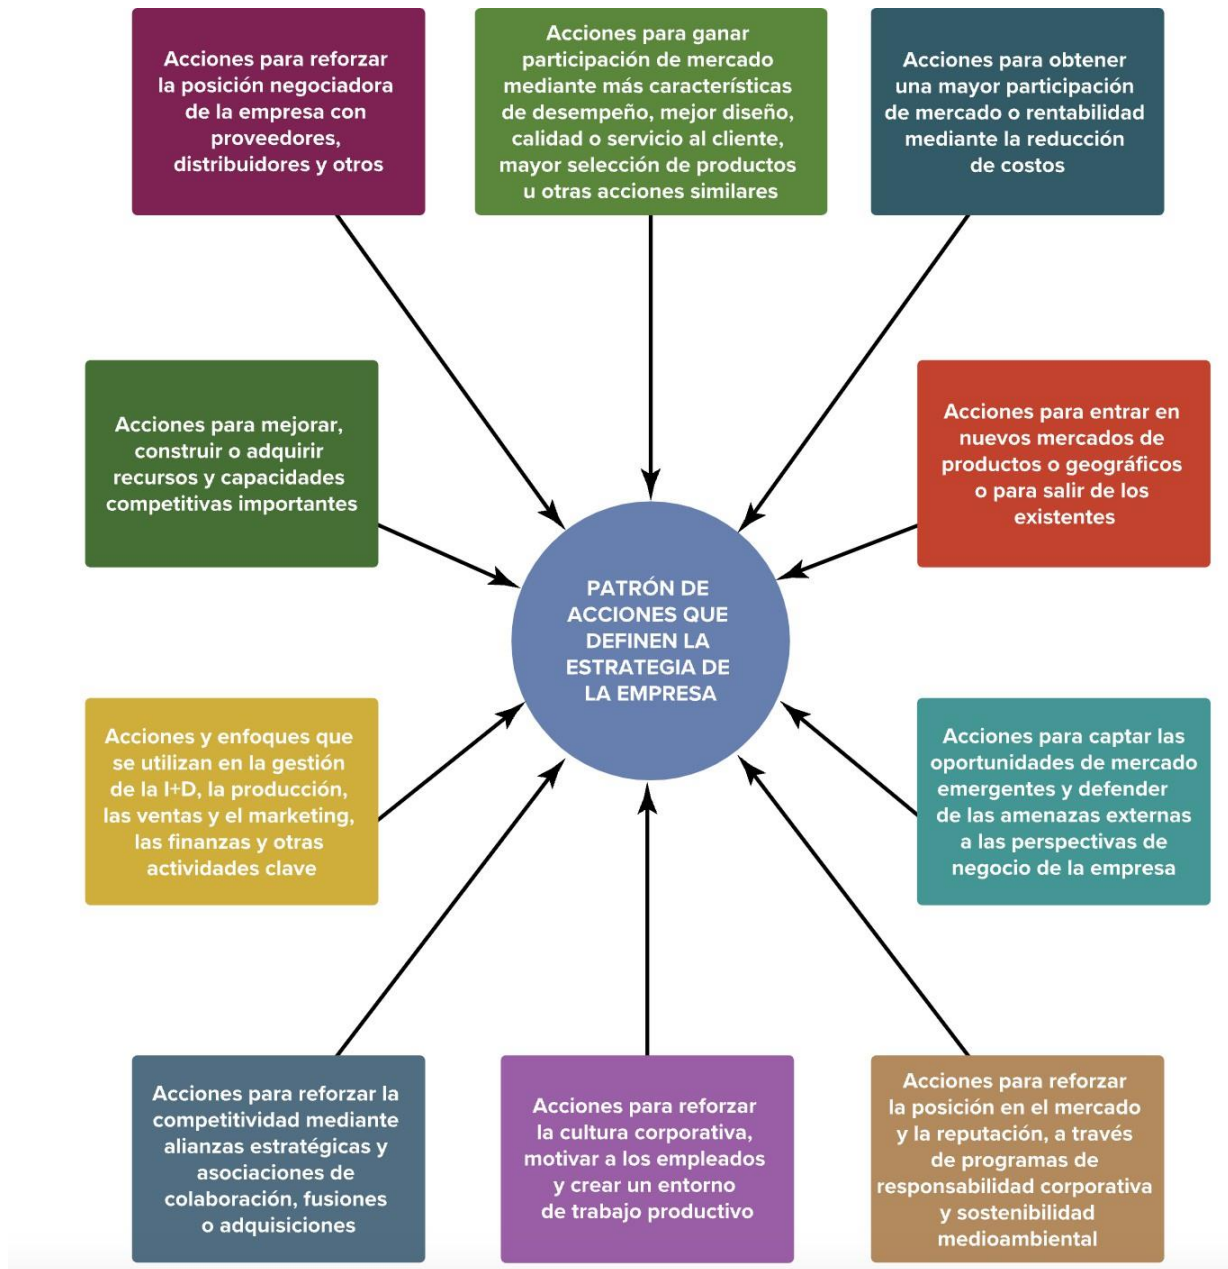 Acciones para reforzar
la posición negociadora
de la empresa con
proveedores,
distribuidores y otros
Acciones para ganar
participación de mercado
mediante más características
de desempeño, mejor diseño,
calidad o servicio al cliente,
mayor selección de productos
u otras acciones similares
Acciones para obtener
una mayor participación
de mercado o rentabilidad
mediante la reducción
de costos
Acciones para mejorar,
construir o adquirir
recursos y capacidades
competitivas importantes
Acciones para entrar en
nuevos mercados de
productos o geográficos
o para salir de los
existentes
PATRÓN DE
ACCIONES QUE
DEFINEN LA
ESTRATEGIA DE
LA EMPRESA
Acciones y enfoques que
se utilizan en la gestión
de la I+D, la producción,
las ventas y el marketing,
las finanzas y otras
actividades clave
Acciones para captar las
oportunidades de mercado
emergentes y defender
de las amenazas externas
a las perspectivas de
negocio de la empresa
Acciones para reforzar la
competitividad mediante
alianzas estratégicas y
asociaciones de
colaboración, fusiones
o adquisiciones
Acciones para reforzar
la cultura corporativa,
motivar a los empleados
y crear un entorno
de trabajo productivo
Acciones para reforzar
la posición en el mercado
y la reputación, a través
de programas de
responsabilidad corporativa
y sostenibilidad
medioambiental